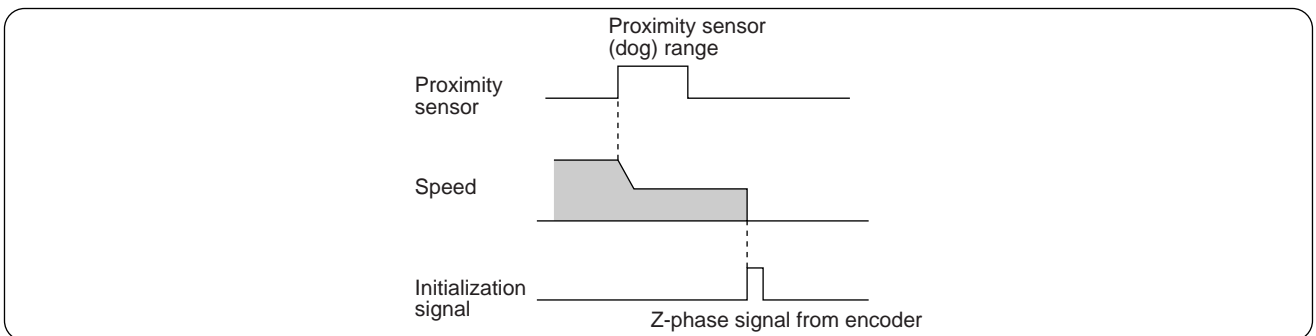 Proximity sensor
(dog) range
Proximity
sensor
Speed
Initialization
signal
Z-phase signal from encoder